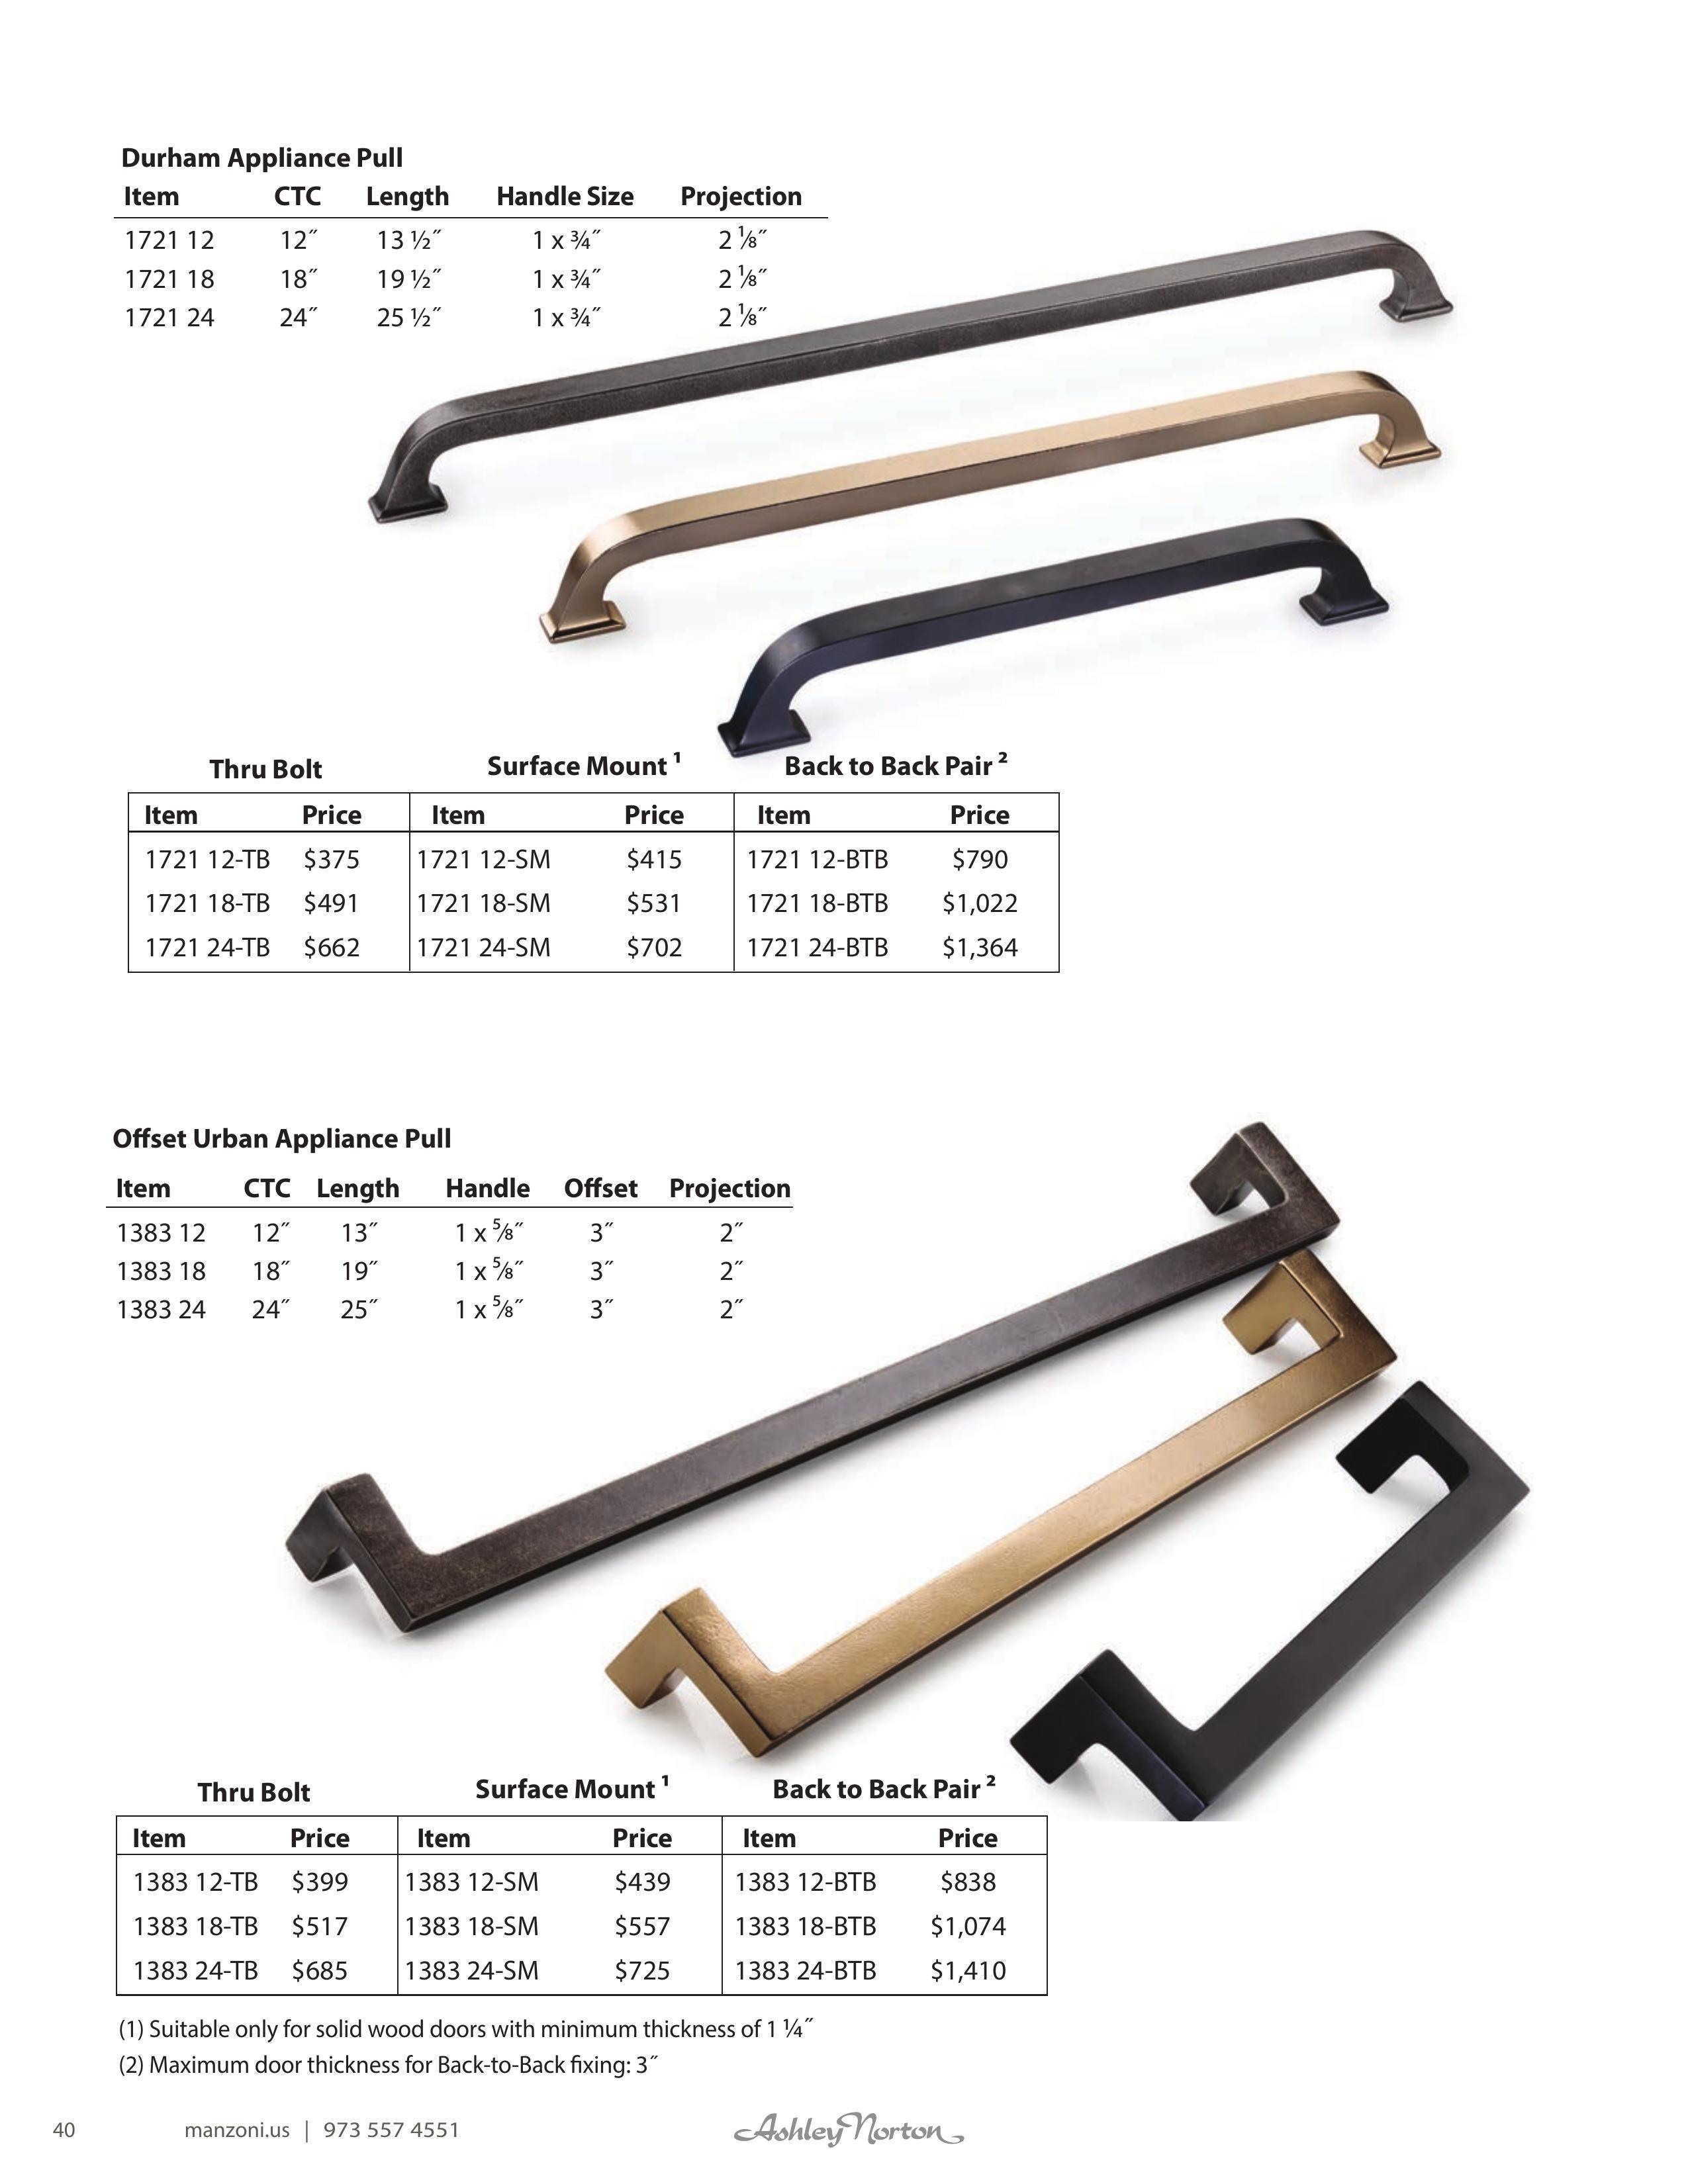 Durham Appliance Pull
Item CTC Length Handle Size Projection
1721 12 12˝ 13 ½˝ 1 x ¾˝ 2 ⅛˝
1721 18 18˝ 19 ½˝ 1 x ¾˝ 2 ⅛˝
1721 24 24˝ 25 ½˝ 1 x ¾˝ 2 ⅛˝
Thru Bolt Surface Mount ¹ Back to Back Pair ²
Item Price Item Price Item Price
1721 12-TB $375 1721 12-SM $415 1721 12-BTB $790
1721 18-TB $491 1721 18-SM $531 1721 18-BTB $1,022
1721 24-TB $662 1721 24-SM $702 1721 24-BTB $1,364
Offset Urban Appliance Pull
Item CTC Length Handle Offset Projection
1383 12 12˝ 13˝ 1 x ⅝˝ 3˝ 2˝
1383 18 18˝ 19˝ 1 x ⅝˝ 3˝ 2˝
1383 24 24˝ 25˝ 1 x ⅝˝ 3˝ 2˝
Thru Bolt Surface Mount ¹ Back to Back Pair ²
Item Price Item Price Item Price
1383 12-TB $399 1383 12-SM $439 1383 12-BTB $838
1383 18-TB $517 1383 18-SM $557 1383 18-BTB $1,074
1383 24-TB $685 1383 24-SM $725 1383 24-BTB $1,410
(1) Suitable only for solid wood doors with minimum thickness of 1 ¼˝
(2) Maximum door thickness for Back-to-Back fixing: 3˝
40 manzoni.us | 973 557 4551 Ashley Norton